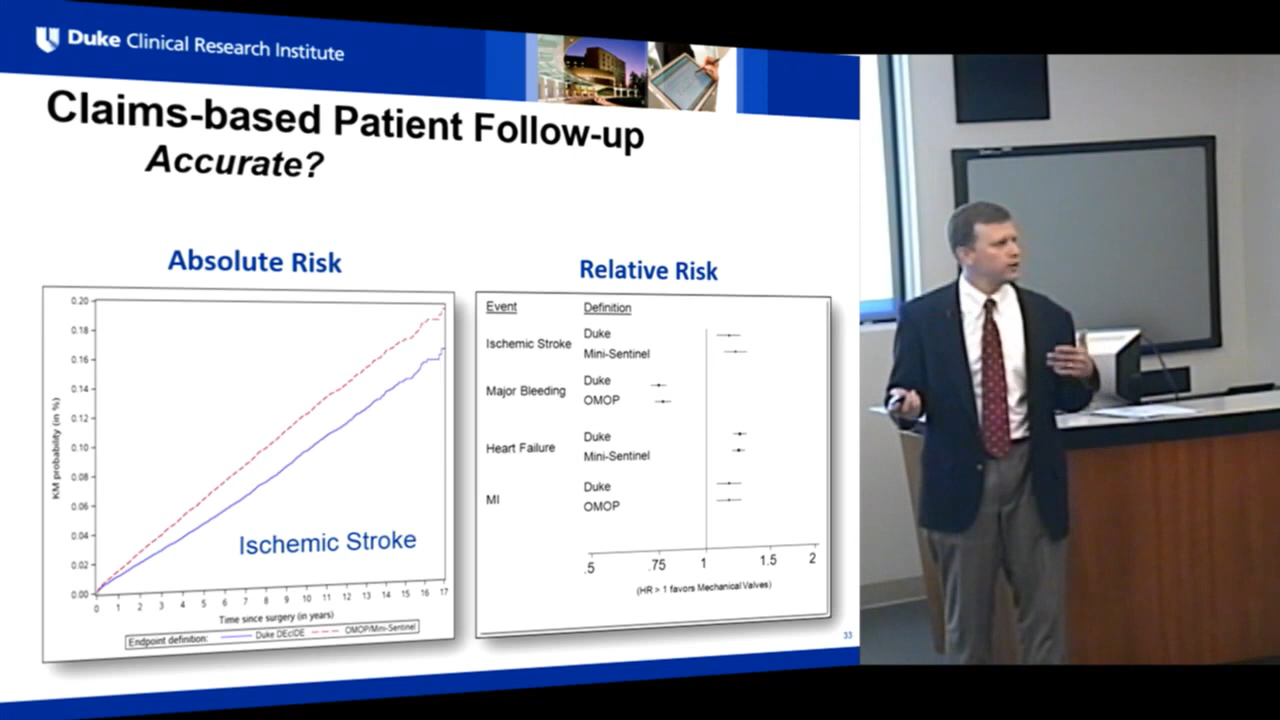 Duke Clinical Research Institute
Claims-based Patient Follow-up
Accurate?
Absolute Risk
Relative Risk
0.20
0.18
0.16
0.14
0.12
0.10
0.08
0.06
0.04
0.02
0.00
KM probability (in %)
0 1 2 3 4 5 6 7 8 9 10 11 12 13 14 15 16 17
Time since surgery (in years)
Ischemic Stroke
Endpoint definition: Duke DEcIDE OMOP/Mini-Sentinel
Event Definition
Ischemic Stroke
Duke
Mini-Sentinel
Major Bleeding
Duke
OMOP
Heart Failure
Duke
Mini-Sentinel
MI
Duke
OMOP
.5 .75 1 1.5 2
(HR > 1 favors Mechanical Valves)
33